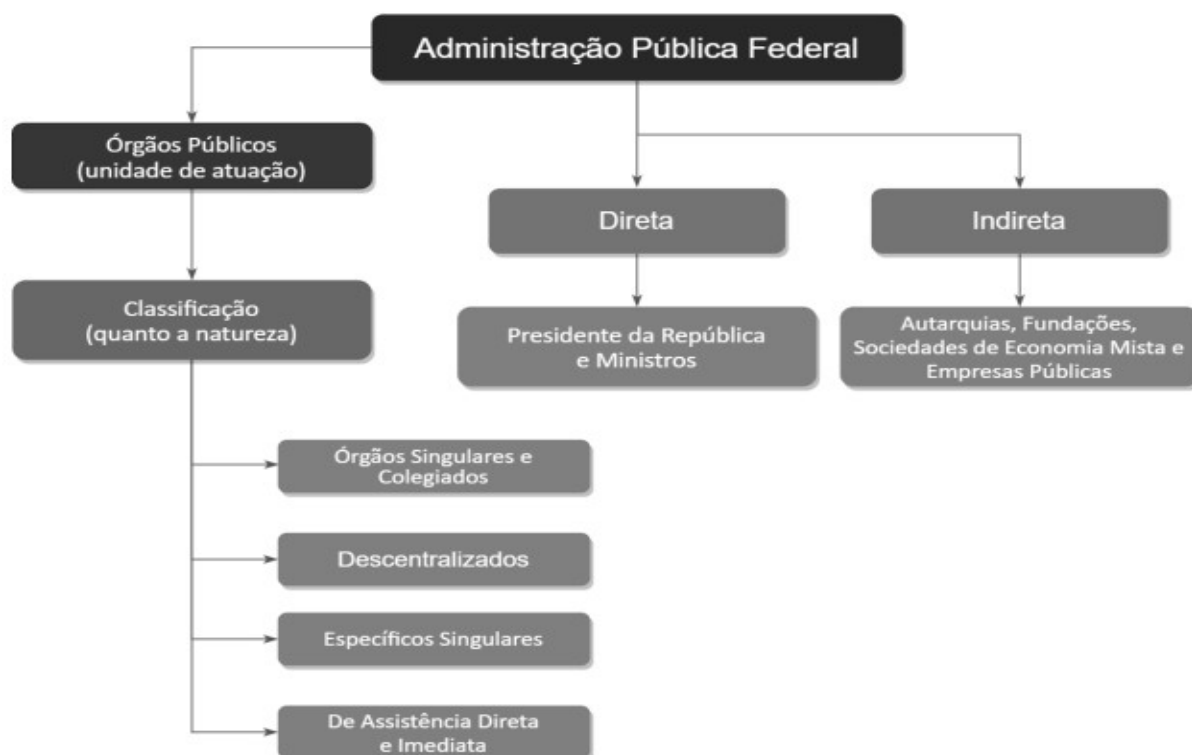 Administração Pública Federal
Órgãos Públicos
(unidade de atuação)
Direta
Indireta
Classificação
(quanto a natureza)
Presidente da República
e Ministros
Autarquias, Fundações,
Sociedades de Economia Mista e
Empresas Públicas
Órgãos Singulares e
Colegiados
Descentralizados
Específicos Singulares
De Assistência Direta
e Imediata